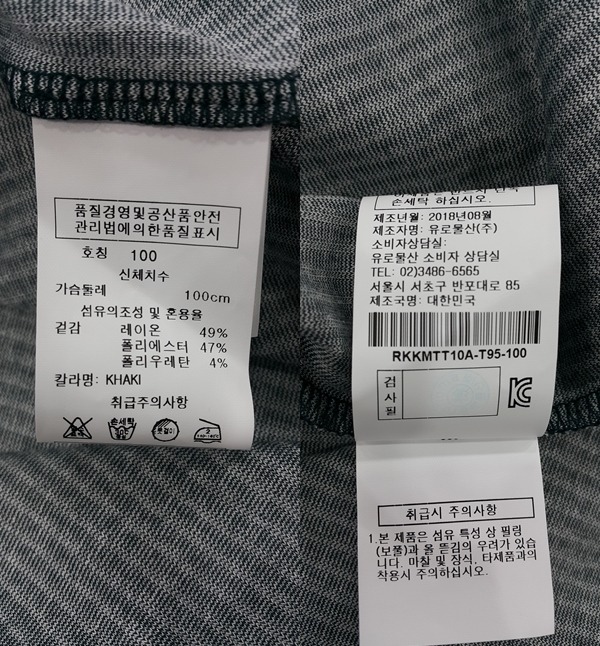 품질경영및공산품안전
관리법에의한품질표시
호칭 100
신체치수
가슴둘레 100cm
섬유의조성 및 혼용율
겉감 레이온 49%
폴리에스터 47%
폴리우레탄 4%
칼라명: KHAKI
취급주의사항
손세탁
옷걸이
손세탁 하십시오.
제조년월: 2018년08월
제조자명: 유로물산(주)
소비자상담실:
유로물산 소비자 상담실
TEL: 02)3486-6565
서울시 서초구 반포대로 85
제조국명: 대한민국
RKKMTT10A-T95-100
검사필
취급시 주의사항
1.본 제품은 섬유 특성 상 필링
(보풀)과 올 뜯김의 우려가 있습
니다. 마찰 및 장식, 타제품과의
착용시 주의하십시오.